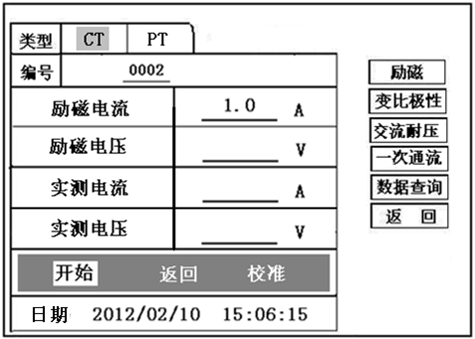 类型 CT PT
编号 0002
励磁电流 1.0 A
励磁电压 V
实测电流 A
实测电压 V
开始 返回 校准
日期 2012/02/10 15:06:15
励磁
变比极性
交流耐压
一次通流
数据查询
返 回